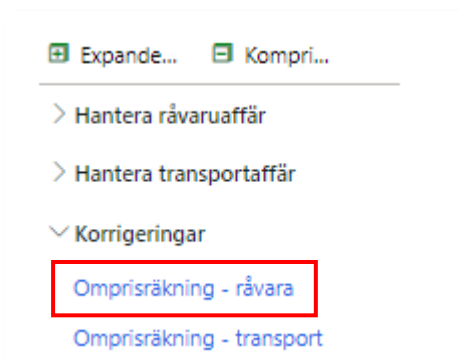 Expande... Kompri...
Hantera råvaruaffär
Hantera transportaffär
Korrigeringar
Omprisräkning - råvara
Omprisräkning - transport